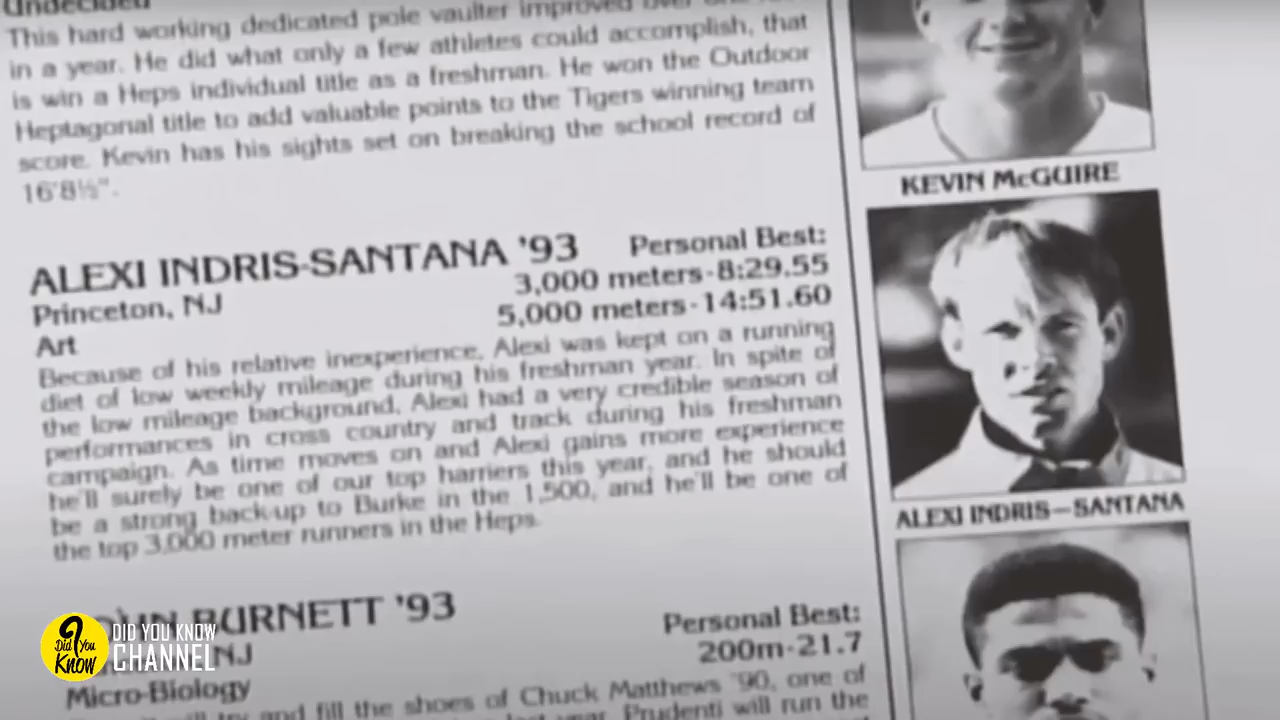 Undecided
This hard working dedicated pole vaulter improved over
in a year. He did what only a few athletes could accomplish, that
is win a Heps individual title as a freshman. He won the Outdoor
Heptagonal title to add valuable points to the Tigers winning team
score. Kevin has his sights set on breaking the school record of
16'8½".
KEVIN McGUIRE
ALEXI INDRIS-SANTANA '93 Personal Best:
3,000 meters-8:29.55
Princeton, NJ 5,000 meters-14:51.60
Art
Because of his relative inexperience, Alexi was kept on a running
diet of low weekly mileage during his freshman year. In spite of
the low mileage background, Alexi had a very credible season of
performances in cross country and track during his freshman
campaign. As time moves on and Alexi gains more experience
he'll surely be one of our top harriers this year, and he should
be a strong back-up to Burke in the 1,500, and he'll be one of
the top 3,000 meter runners in the Heps.
ALEXI INDRIS-SANTANA
BURNETT '93 Personal Best:
NJ 200m-21.7
Micro-Biology
try and fill the shoes of Chuck Matthews '90, one of
last year. Prudenti will run the
Did You Know
DID YOU KNOW
CHANNEL